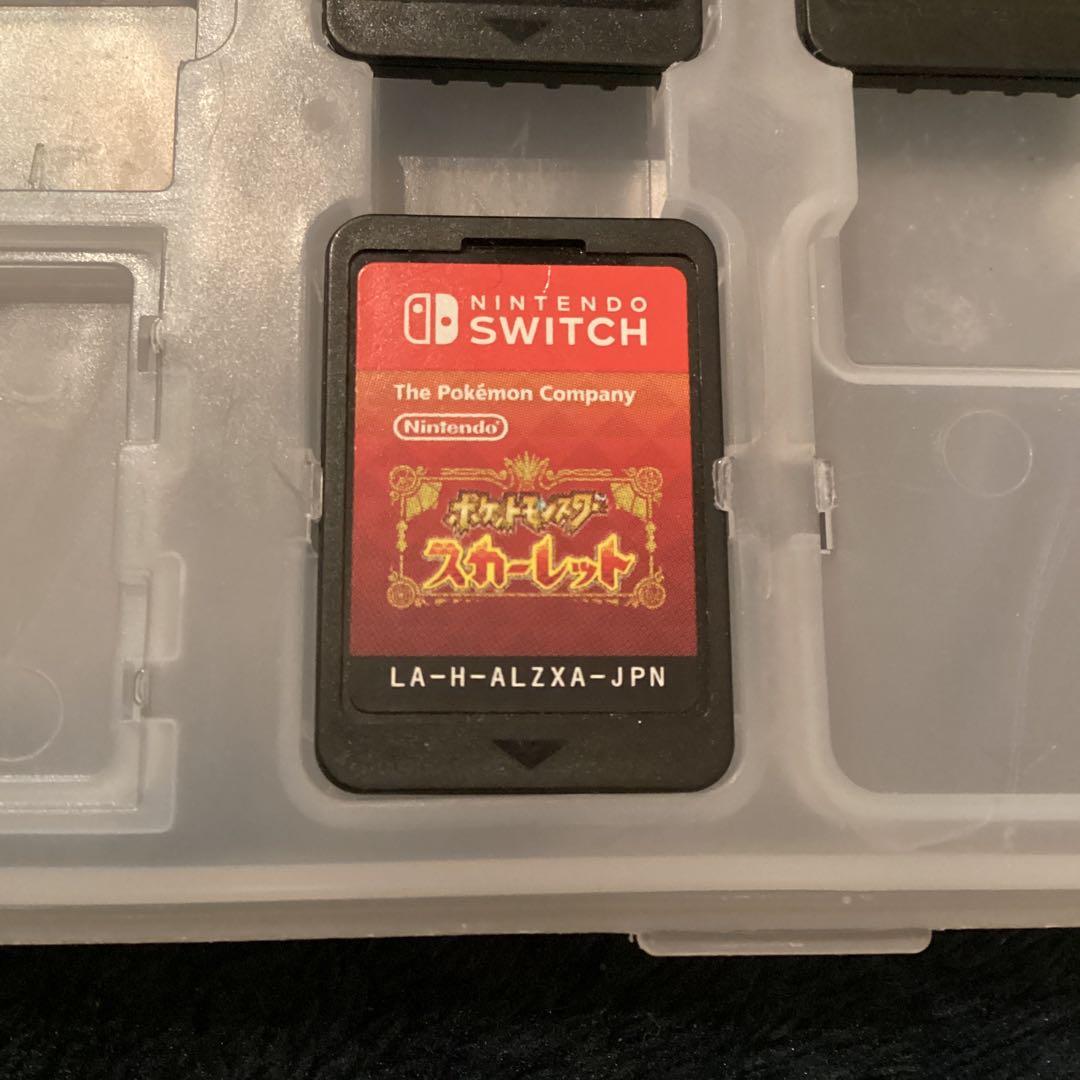 NINTENDO
SWITCH
The Pokémon Company
Nintendo
ポケットモンスター
スカーレット
LA-H-ALZXA-JPN